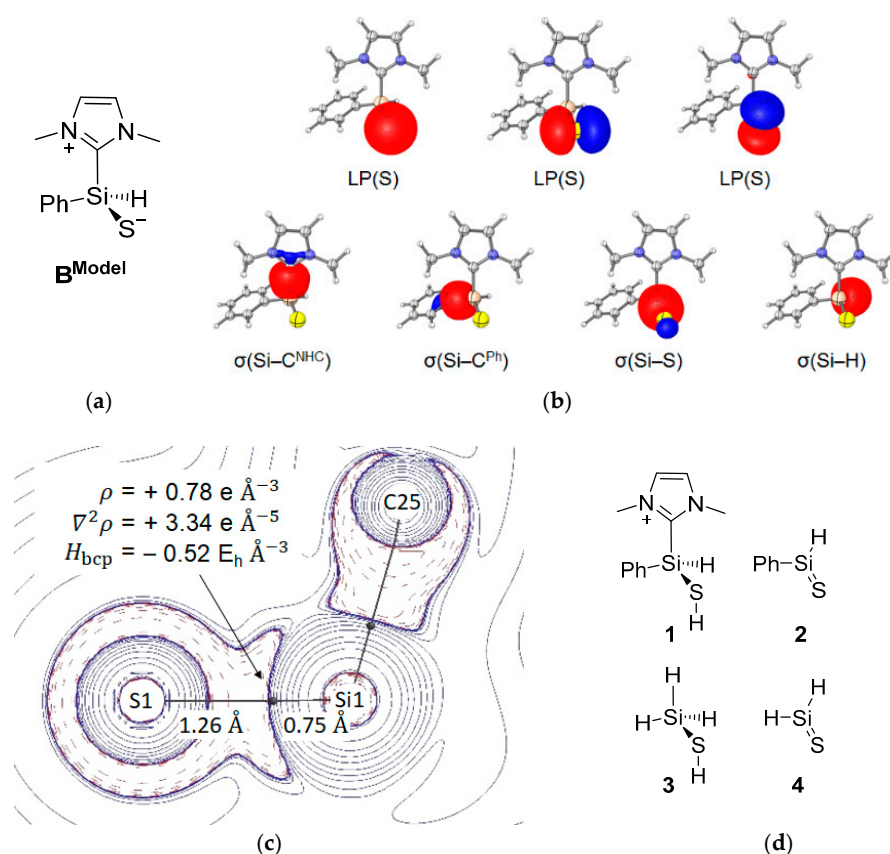 N
+
N
Ph
Si
H
S
−
B^Model
(a)
LP(S)
LP(S)
LP(S)
σ(Si–C^NHC)
σ(Si–C^Ph)
σ(Si–S)
σ(Si–H)
(b)
ρ = + 0.78 e Å⁻³
∇²ρ = + 3.34 e Å⁻⁵
H_bcp = − 0.52 E_h Å⁻³
C25
S1
Si1
1.26 Å
0.75 Å
(c)
N
+
N
Ph
Si
H
S
H
1
H
Ph
Si
S
2
H
H
Si
H
S
H
3
H
H
Si
S
4
(d)